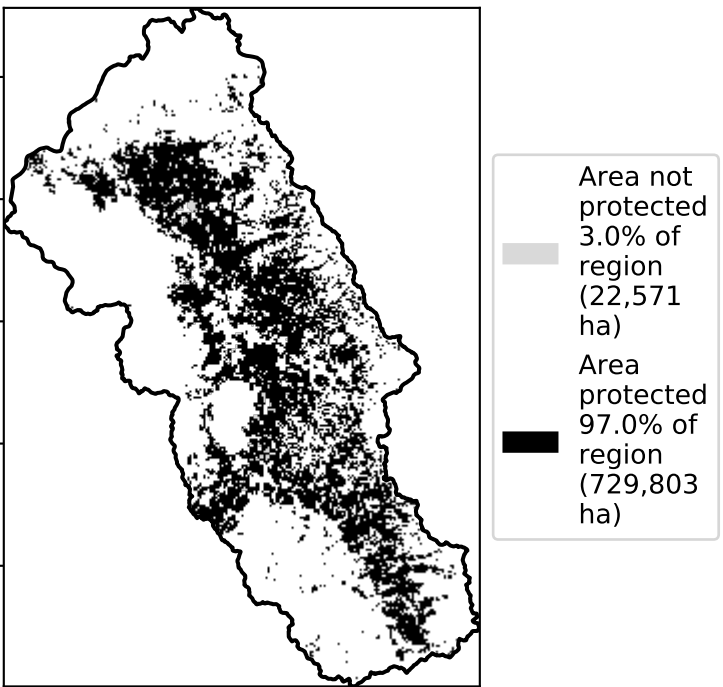 Area not
protected
3.0% of
region
(22,571
ha)
Area
protected
97.0% of
region
(729,803
ha)